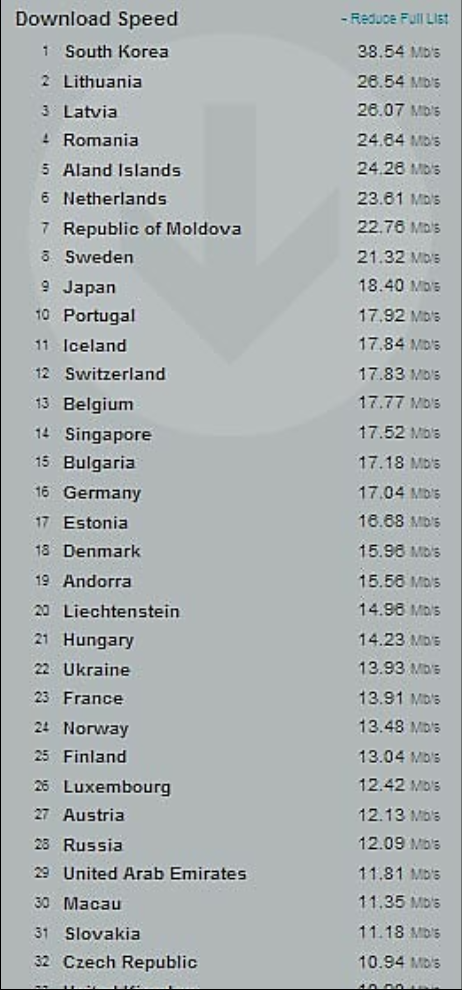 Download Speed - Reduce Full List
1 South Korea 38.54 Mb/s
2 Lithuania 26.54 Mb/s
3 Latvia 26.07 Mb/s
4 Romania 24.64 Mb/s
5 Aland Islands 24.26 Mb/s
6 Netherlands 23.61 Mb/s
7 Republic of Moldova 22.76 Mb/s
8 Sweden 21.32 Mb/s
9 Japan 18.40 Mb/s
10 Portugal 17.92 Mb/s
11 Iceland 17.84 Mb/s
12 Switzerland 17.83 Mb/s
13 Belgium 17.77 Mb/s
14 Singapore 17.52 Mb/s
15 Bulgaria 17.18 Mb/s
16 Germany 17.04 Mb/s
17 Estonia 16.68 Mb/s
18 Denmark 15.96 Mb/s
19 Andorra 15.56 Mb/s
20 Liechtenstein 14.96 Mb/s
21 Hungary 14.23 Mb/s
22 Ukraine 13.93 Mb/s
23 France 13.91 Mb/s
24 Norway 13.48 Mb/s
25 Finland 13.04 Mb/s
26 Luxembourg 12.42 Mb/s
27 Austria 12.13 Mb/s
28 Russia 12.09 Mb/s
29 United Arab Emirates 11.81 Mb/s
30 Macau 11.35 Mb/s
31 Slovakia 11.18 Mb/s
32 Czech Republic 10.94 Mb/s